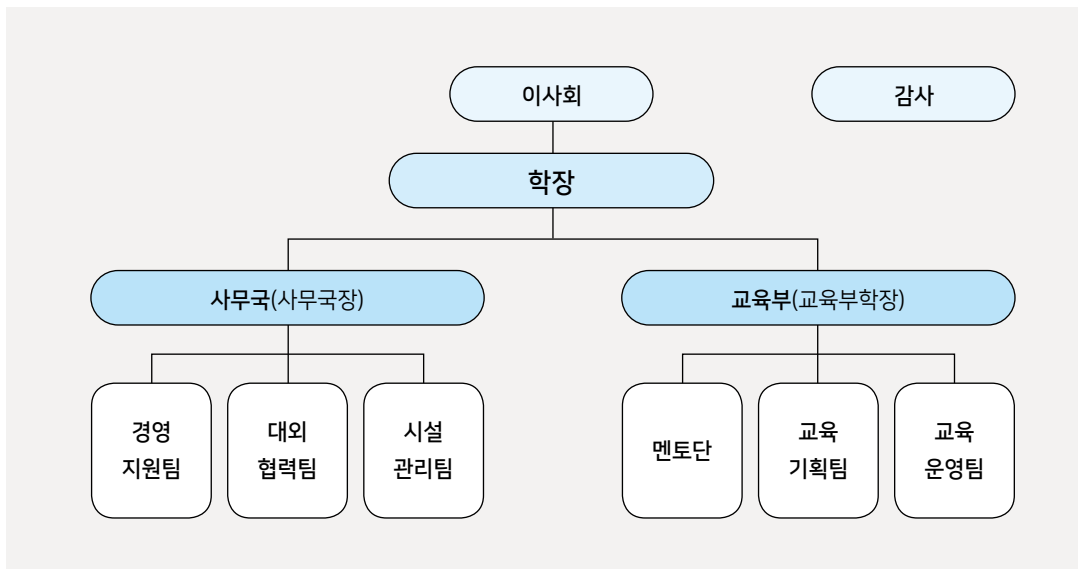 이사회
감사
학장
사무국(사무국장)
교육부(교육부학장)
경영
지원팀
대외
협력팀
시설
관리팀
멘토단
교육
기획팀
교육
운영팀